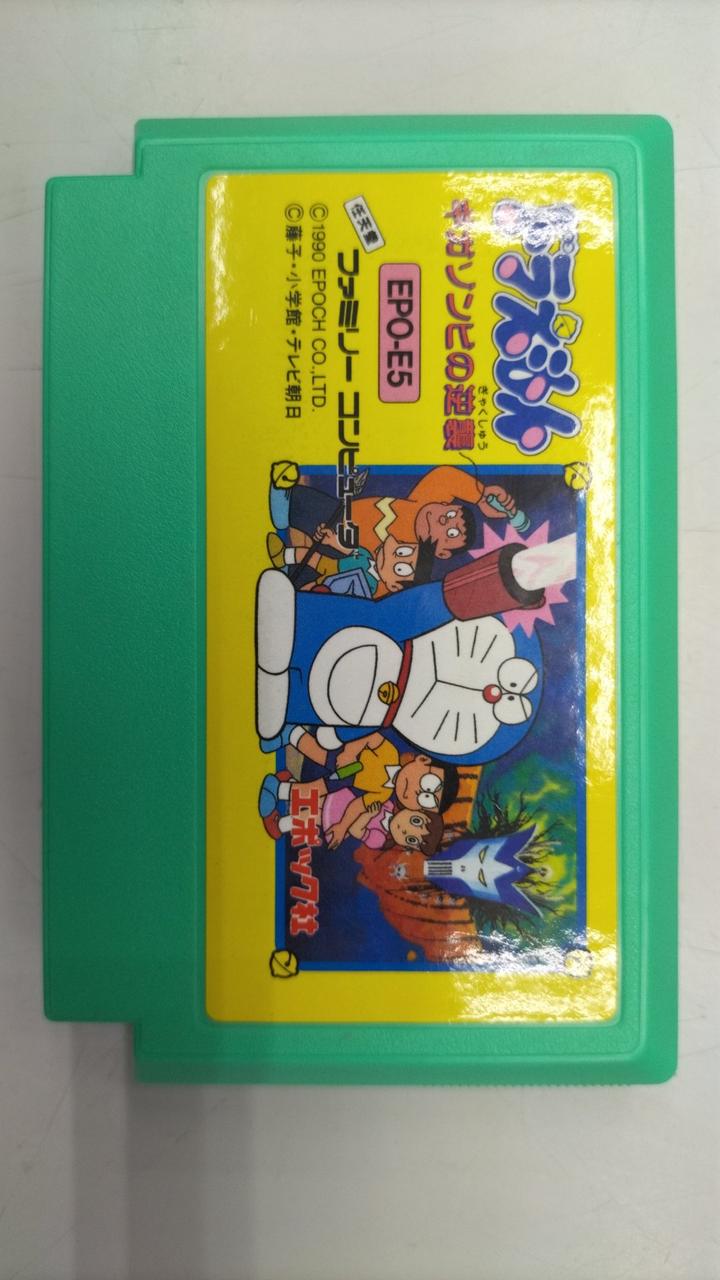 ドラえもん
ギガゾンビの逆襲
ぎゃくしゅう
EPO-E5
任天堂
ファミリー コンピュータ
©1990 EPOCH CO.,LTD.
©藤子・小学館・テレビ朝日
エポック社